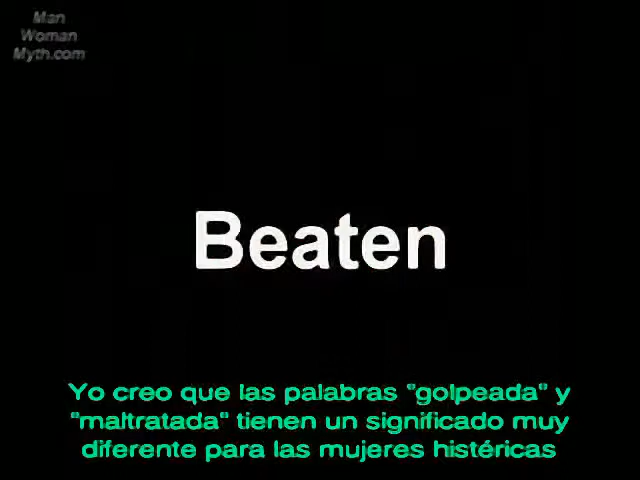 Man
Woman
Myth.com
Beaten
Yo creo que las palabras "golpeada" y
"maltratada" tienen un significado muy
diferente para las mujeres histéricas